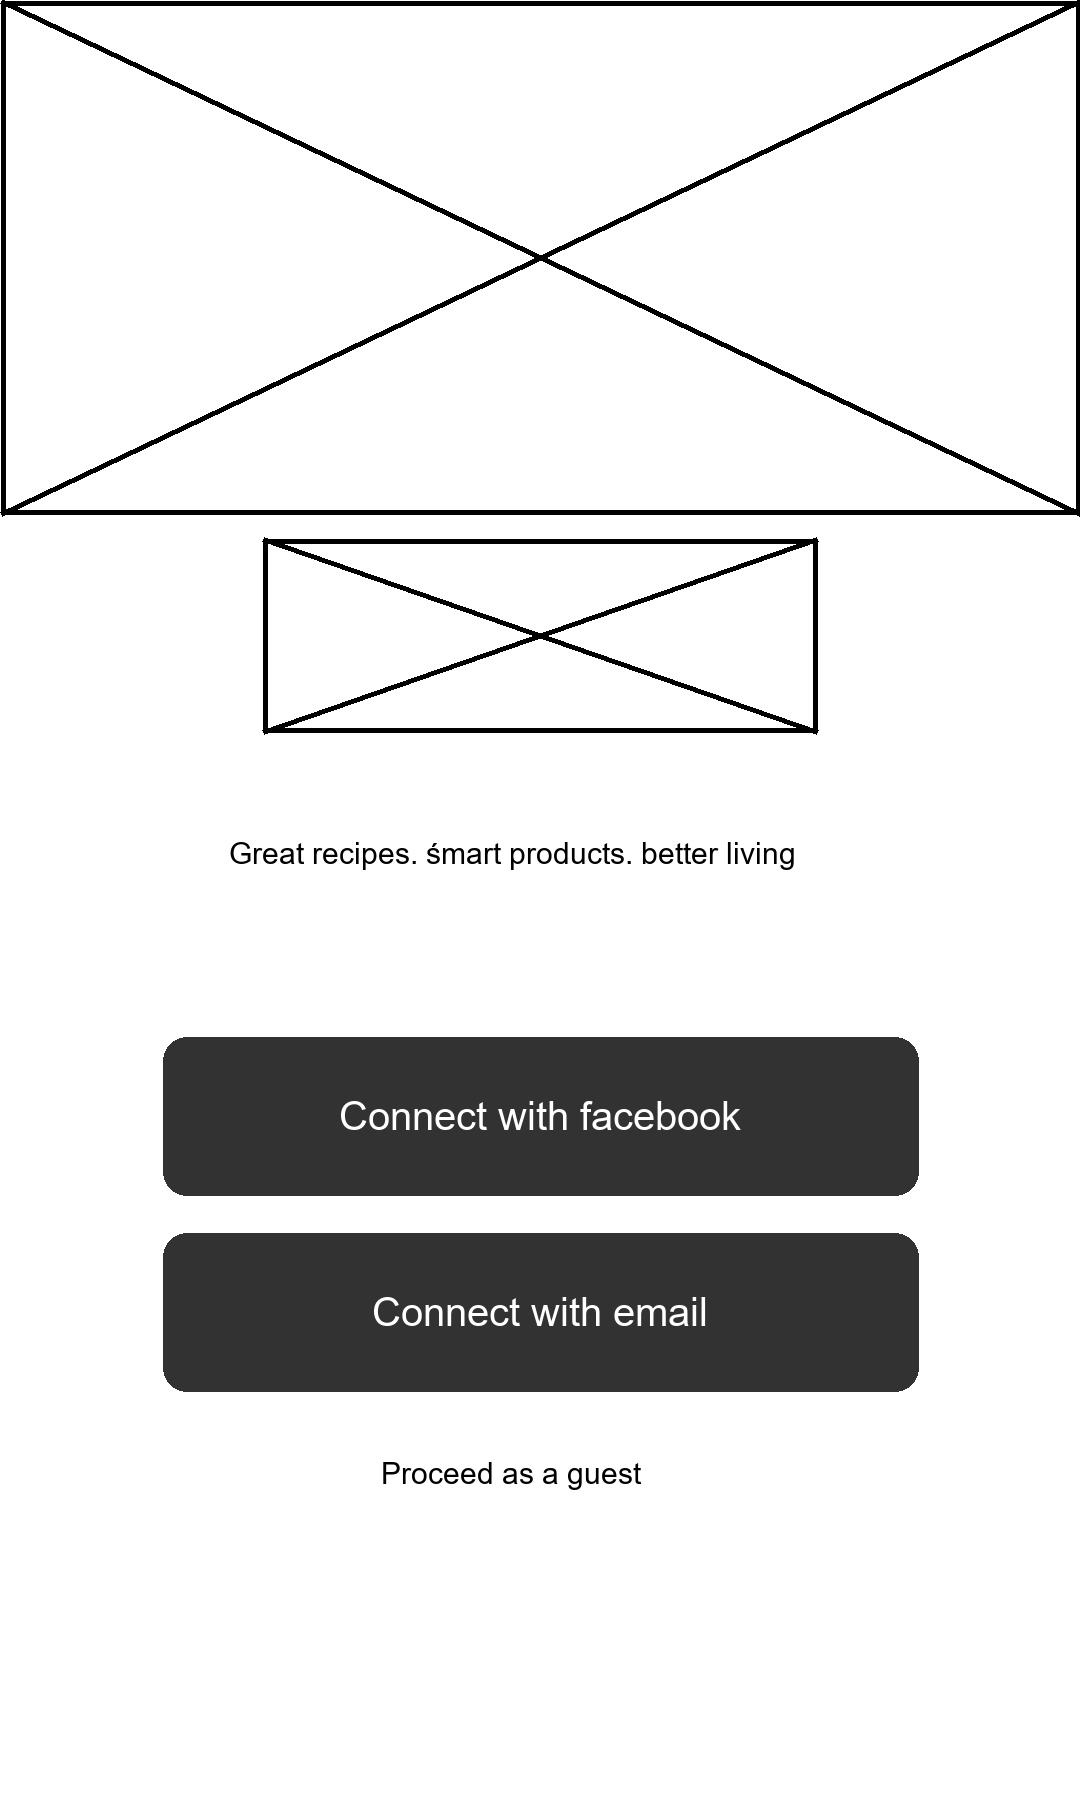 Great recipes. śmart products. better living
Connect with facebook
Connect with email
Proceed as a guest